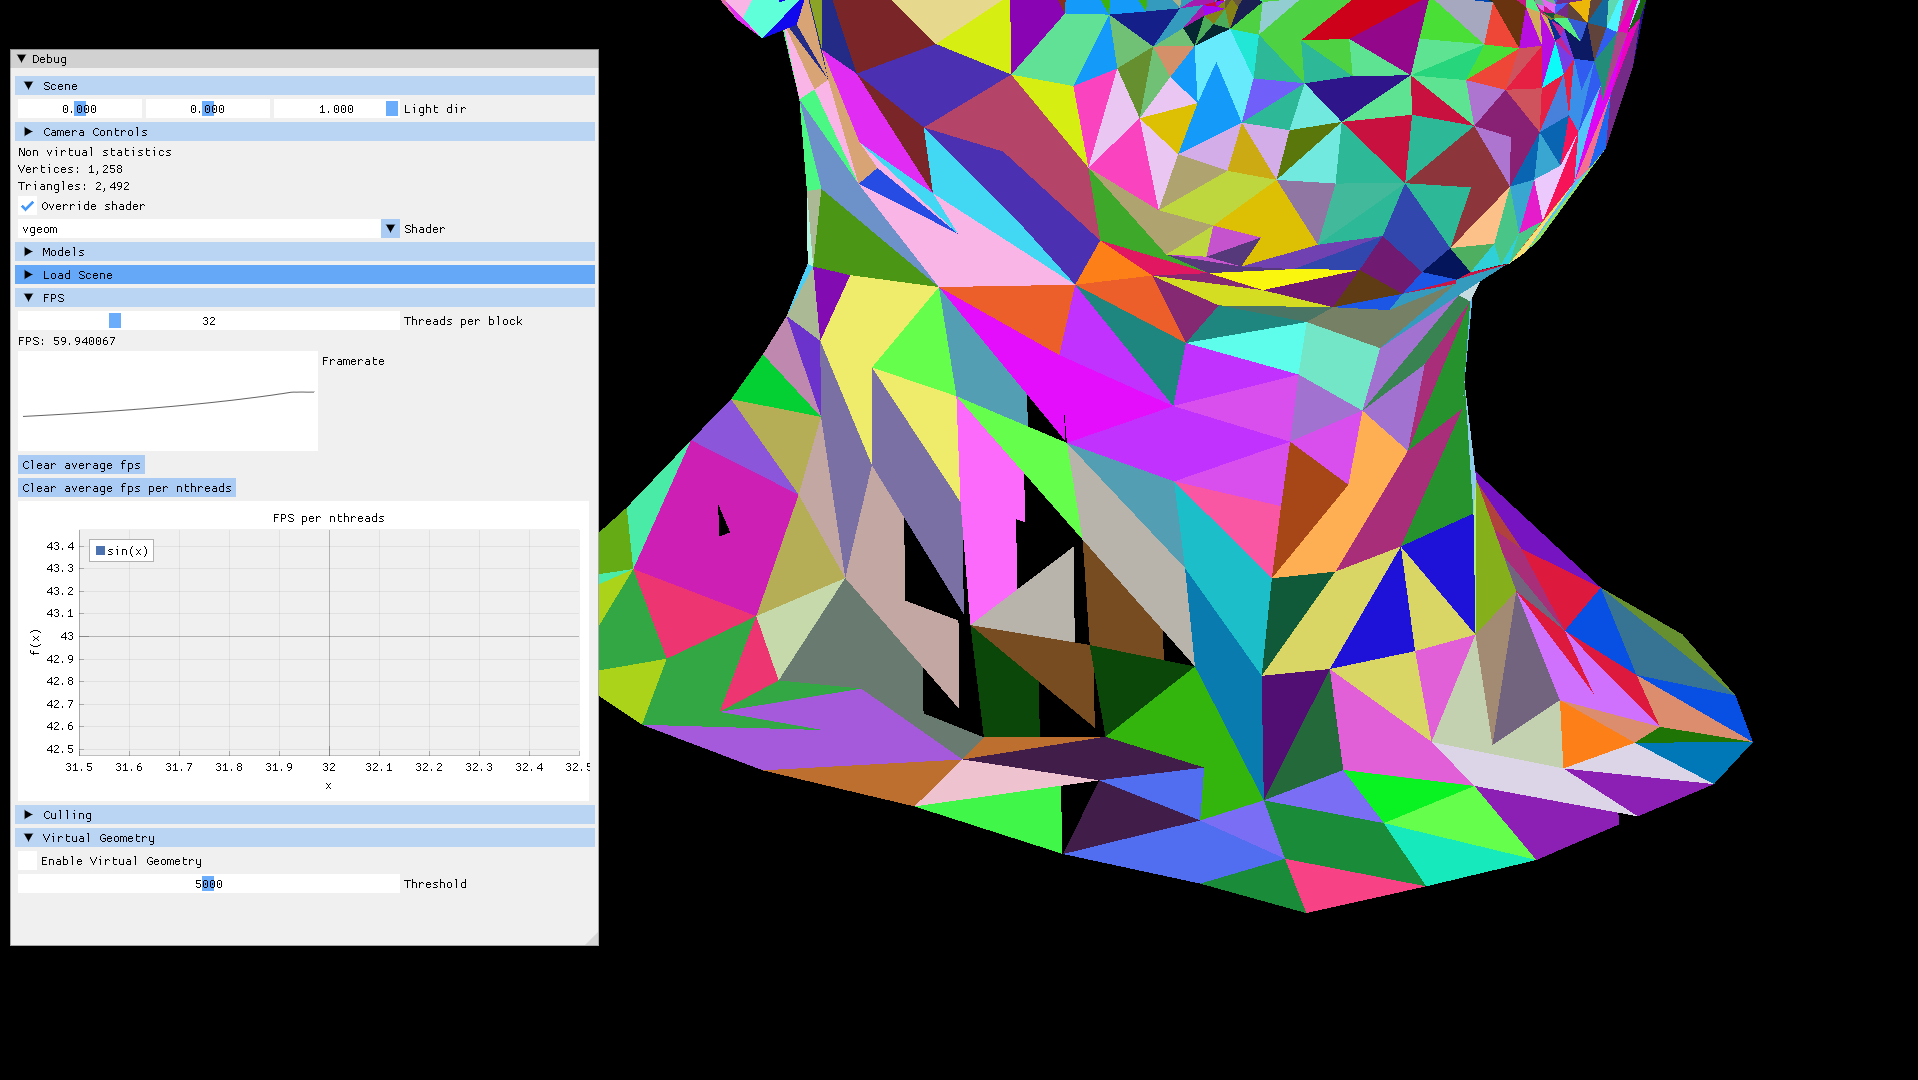 Debug
Scene
0.000 0.000 1.000 Light dir
Camera Controls
Non virtual statistics
Vertices: 1,258
Triangles: 2,492
Override shader
vgeom Shader
Models
Load Scene
FPS
32 Threads per block
FPS: 59.940067
Framerate
Clear average fps
Clear average fps per nthreads
FPS per nthreads
sin(x)
43.4
43.3
43.2
43.1
43
42.9
42.8
42.7
42.6
42.5
f(x)
31.5 31.6 31.7 31.8 31.9 32 32.1 32.2 32.3 32.4 32.5
x
Culling
Virtual Geometry
Enable Virtual Geometry
5000 Threshold